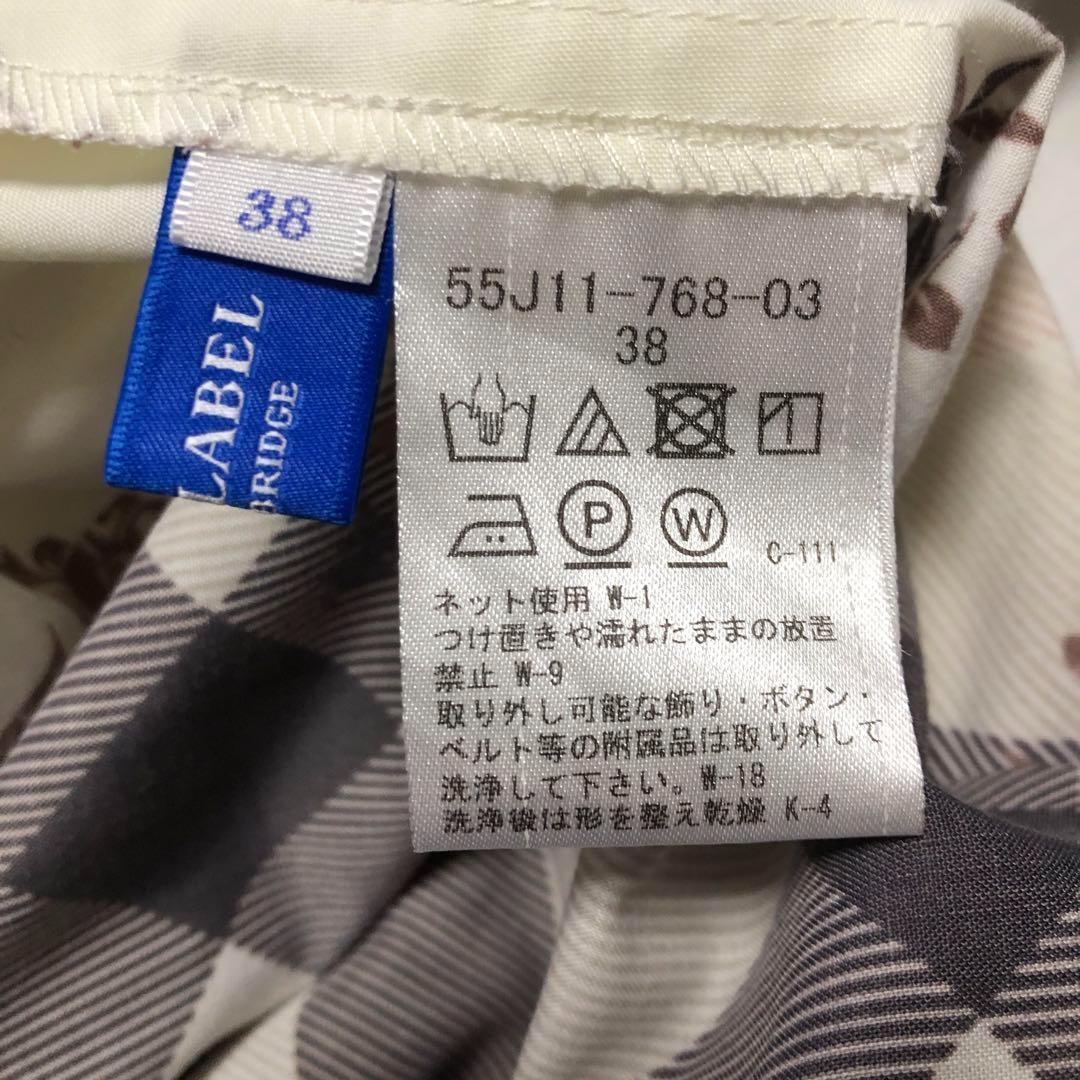 38
LABEL
BRIDGE
55J11-768-03
38
P
W
C-111
ネット使用 W-1
つけ置きや濡れたままの放置
禁止 W-9
取り外し可能な飾り・ボタン・
ベルト等の附属品は取り外して
洗浄して下さい。W-18
洗浄後は形を整え乾燥 K-4